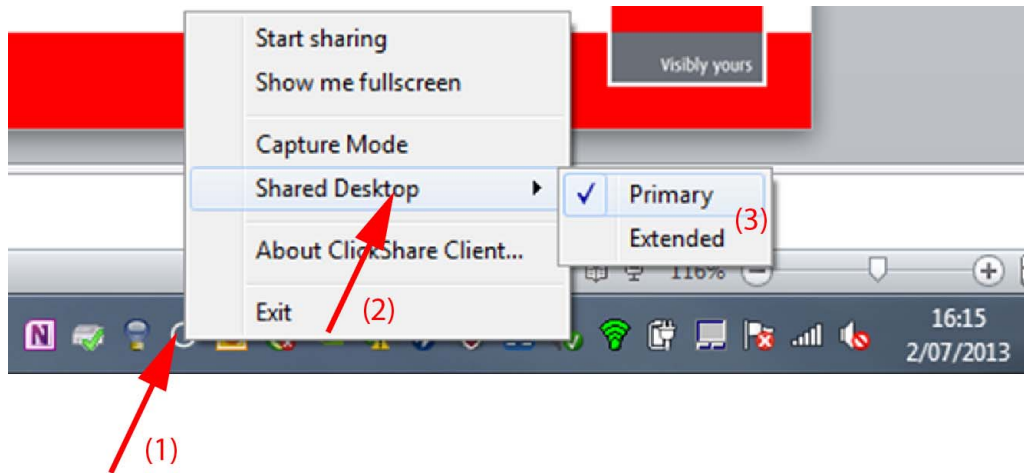 Start sharing
Show me fullscreen
Visibly yours
Capture Mode
Shared Desktop
Primary
(3)
Extended
About ClickShare Client...
116%
(2)
Exit
N
16:15
2/07/2013
(1)